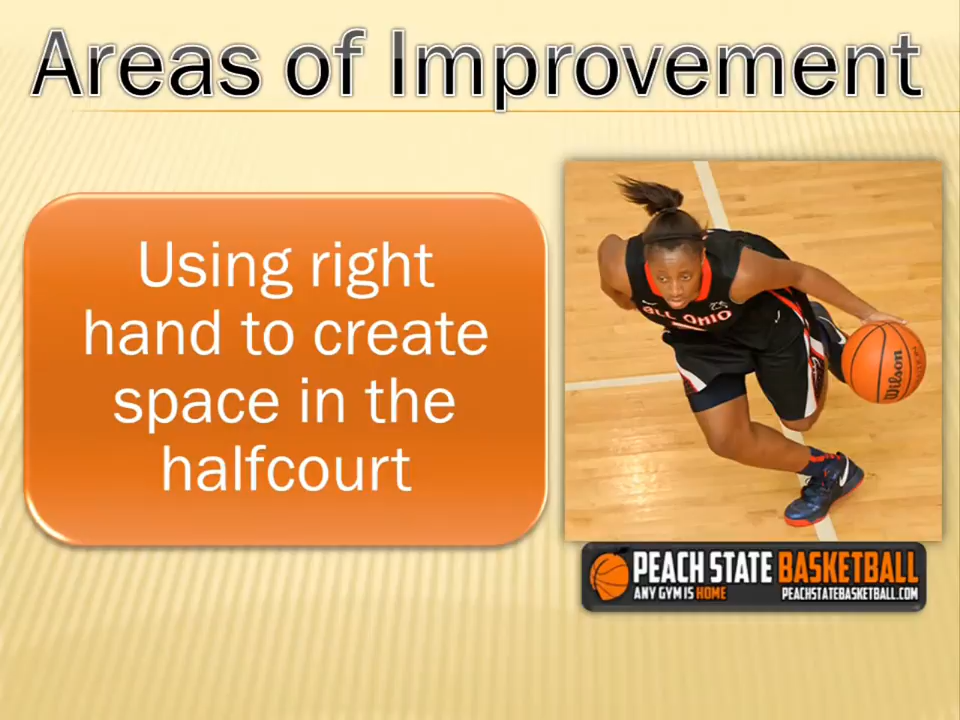 Areas of Improvement
Using right
hand to create
space in the
halfcourt
ALL OHIO
Wilson
PEACH STATE BASKETBALL
ANY GYM IS HOME PEACHSTATEBASKETBALL.COM